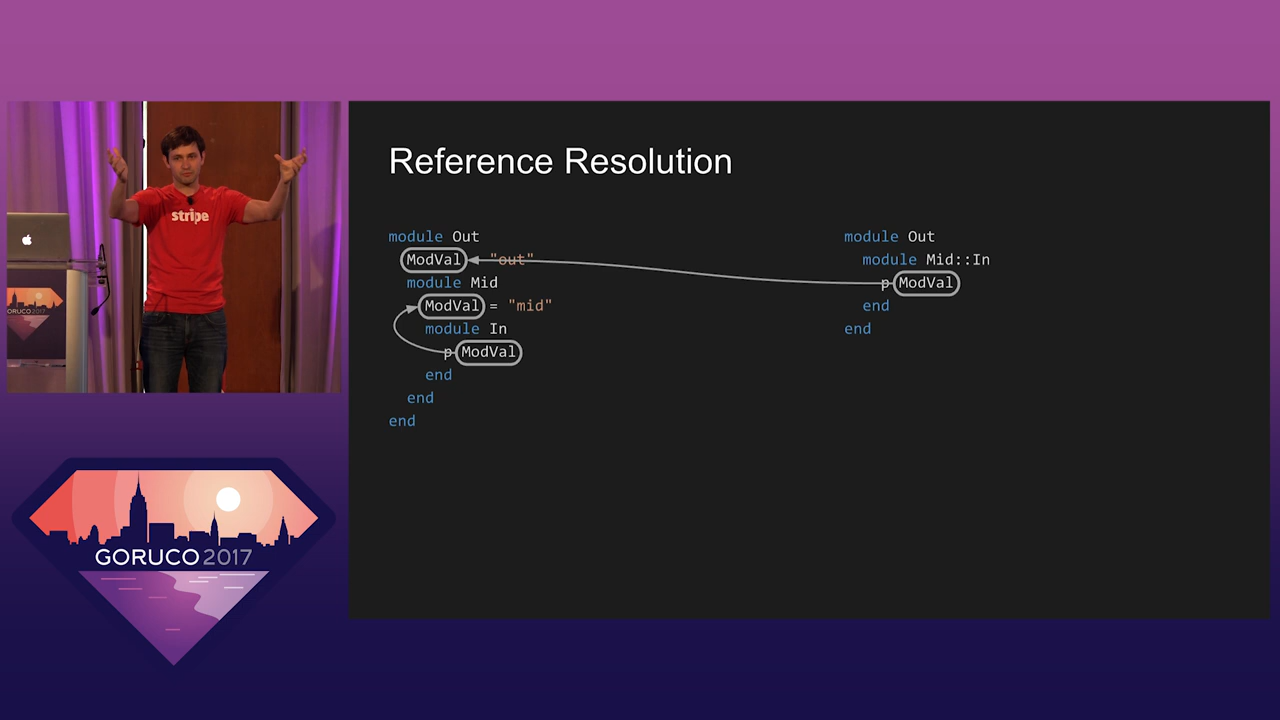 stripe
GORUCO 2017
Reference Resolution
module Out
ModVal = "out"
module Mid
ModVal = "mid"
module In
p ModVal
end
end
end
module Out
module Mid::In
p ModVal
end
end